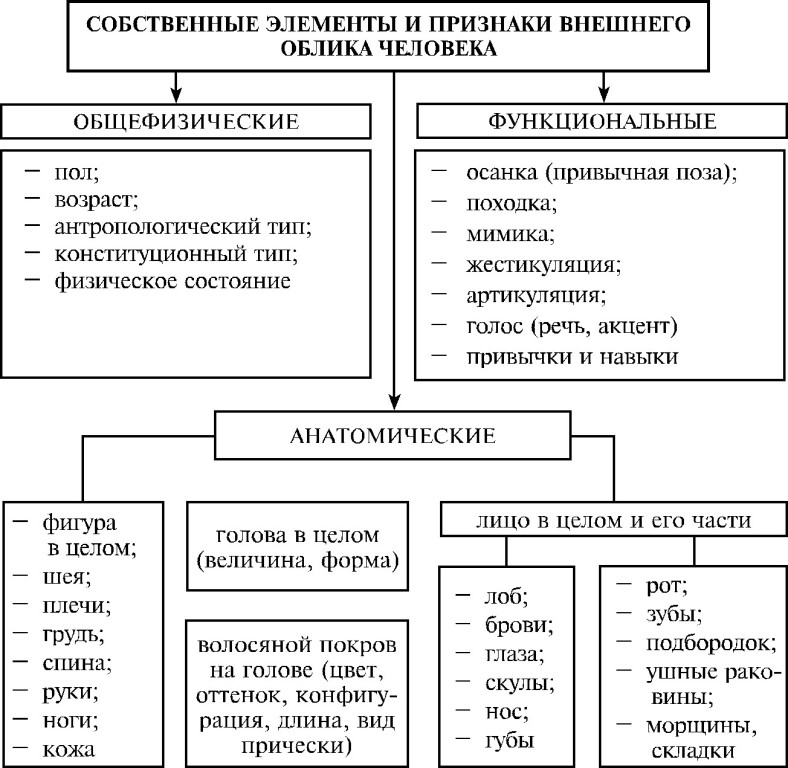 СОБСТВЕННЫЕ ЭЛЕМЕНТЫ И ПРИЗНАКИ ВНЕШНЕГО
ОБЛИКА ЧЕЛОВЕКА
ОБЩЕФИЗИЧЕСКИЕ
– пол;
– возраст;
– антропологический тип;
– конституционный тип;
– физическое состояние
ФУНКЦИОНАЛЬНЫЕ
– осанка (привычная поза);
– походка;
– мимика;
– жестикуляция;
– артикуляция;
– голос (речь, акцент)
– привычки и навыки
АНАТОМИЧЕСКИЕ
– фигура
в целом;
– шея;
– плечи;
– грудь;
– спина;
– руки;
– ноги;
– кожа
голова в целом
(величина, форма)
волосяной покров
на голове (цвет,
оттенок, конфигу-
рация, длина, вид
прически)
лицо в целом и его части
– лоб;
– брови;
– глаза;
– скулы;
– нос;
– губы
– рот;
– зубы;
– подбородок;
– ушные рако-
вины;
– морщины,
складки